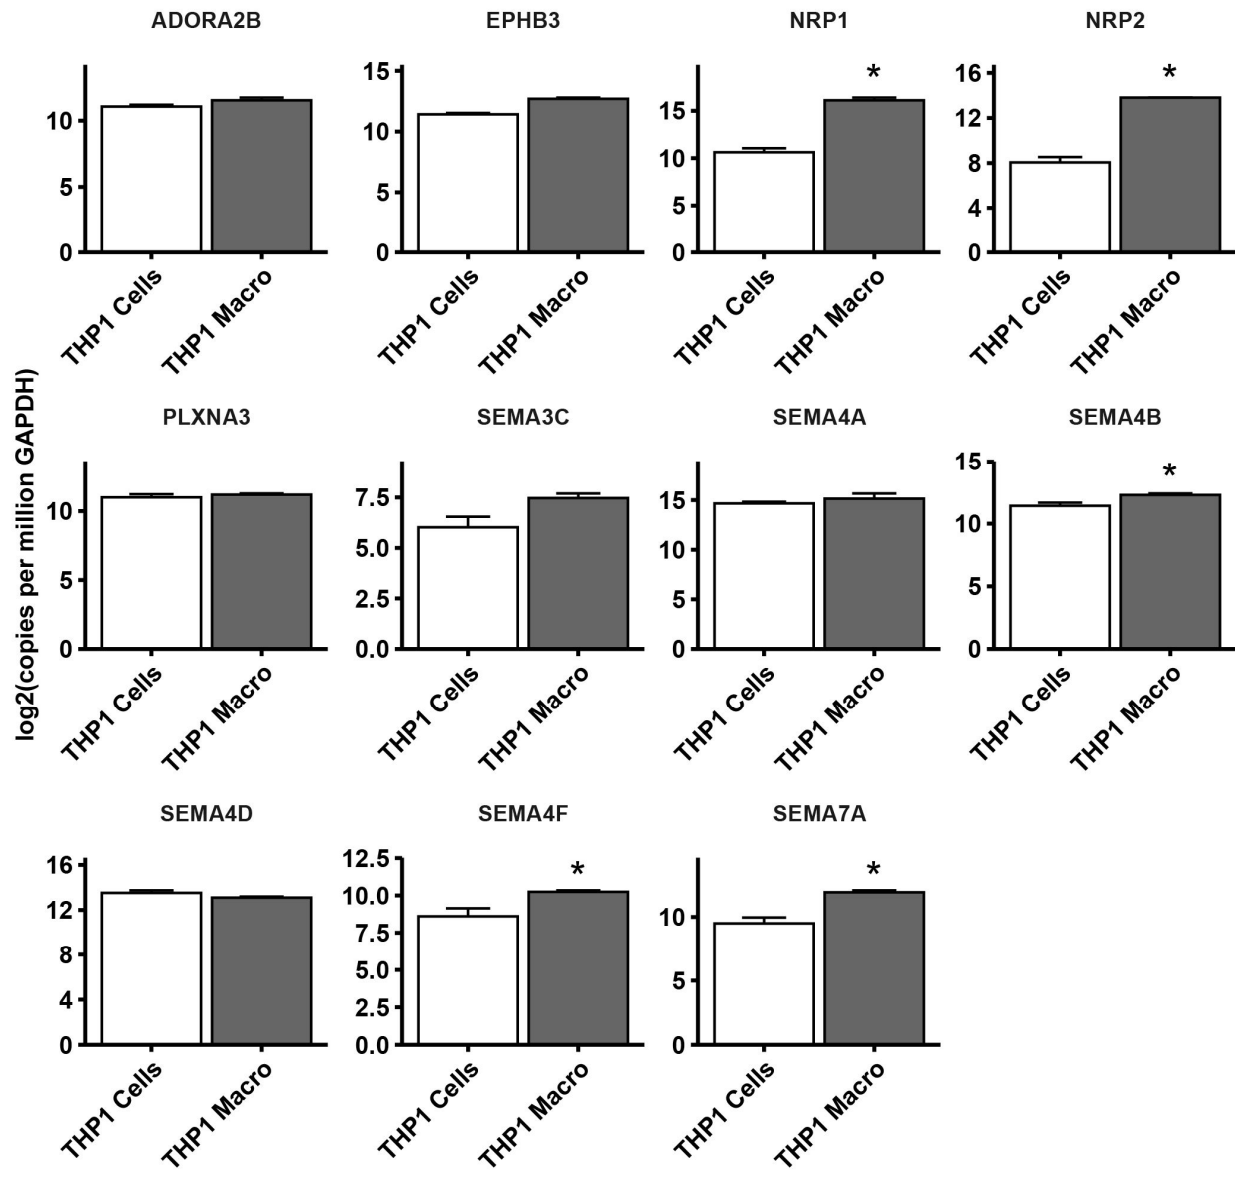 ADORA2B EPHB3 NRP1 NRP2
10 5 0
15 10 5 0
15 10 5 0
* 
16 12 8 4 0
*
THP1 Cells THP1 Macro THP1 Cells THP1 Macro THP1 Cells THP1 Macro THP1 Cells THP1 Macro
log2(copies per million GAPDH)
PLXNA3 SEMA3C SEMA4A SEMA4B
10 5 0
7.5 5.0 2.5 0.0
15 10 5 0
15 10 5 0
*
THP1 Cells THP1 Macro THP1 Cells THP1 Macro THP1 Cells THP1 Macro THP1 Cells THP1 Macro
SEMA4D SEMA4F SEMA7A
16 12 8 4 0
12.5 10.0 7.5 5.0 2.5 0.0
*
10 5 0
*
THP1 Cells THP1 Macro THP1 Cells THP1 Macro THP1 Cells THP1 Macro